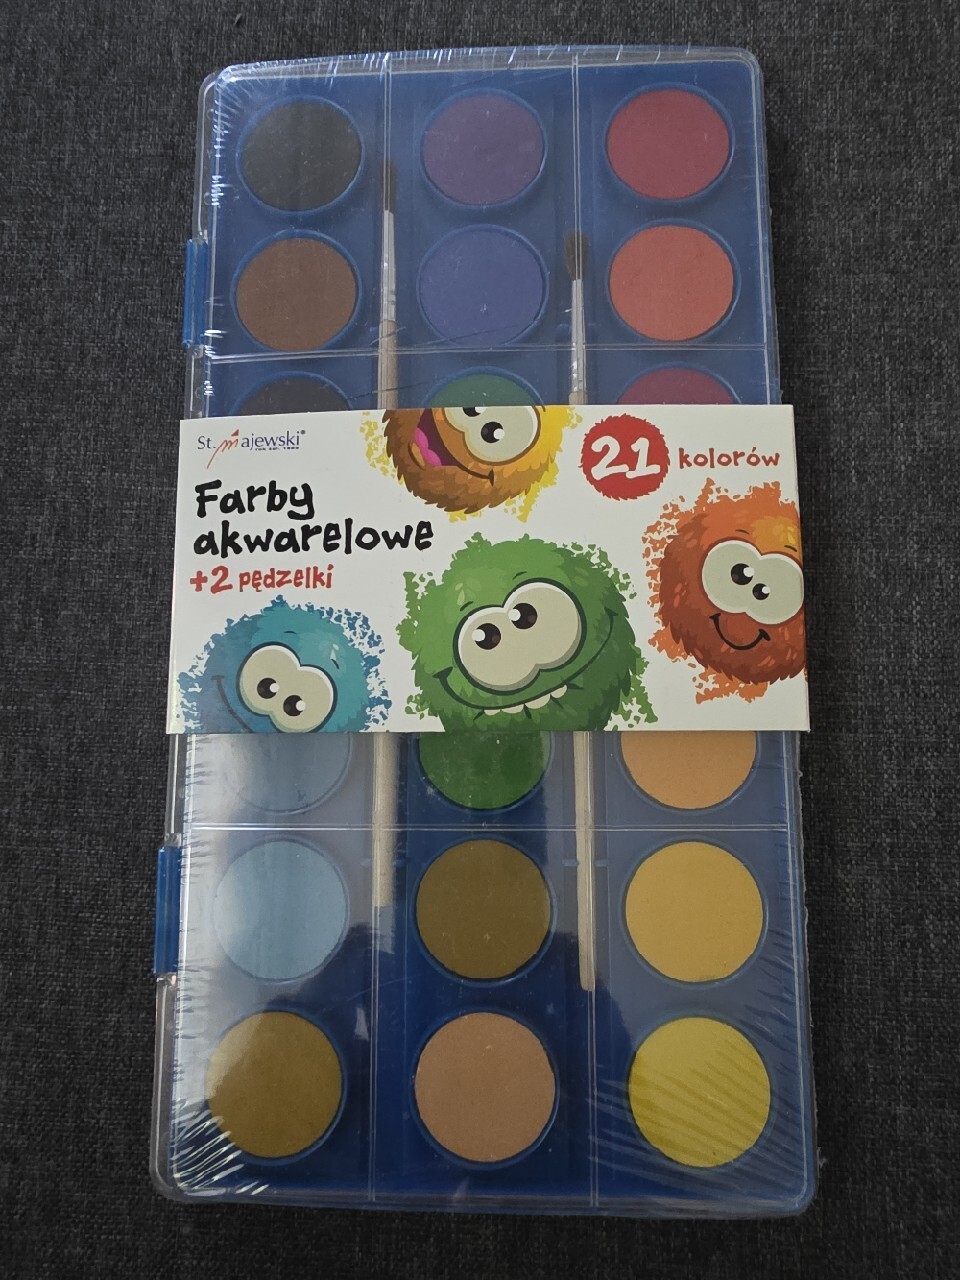 St. Majewski®
Farby
akwarelowe
+2 pędzelki
21 kolorów